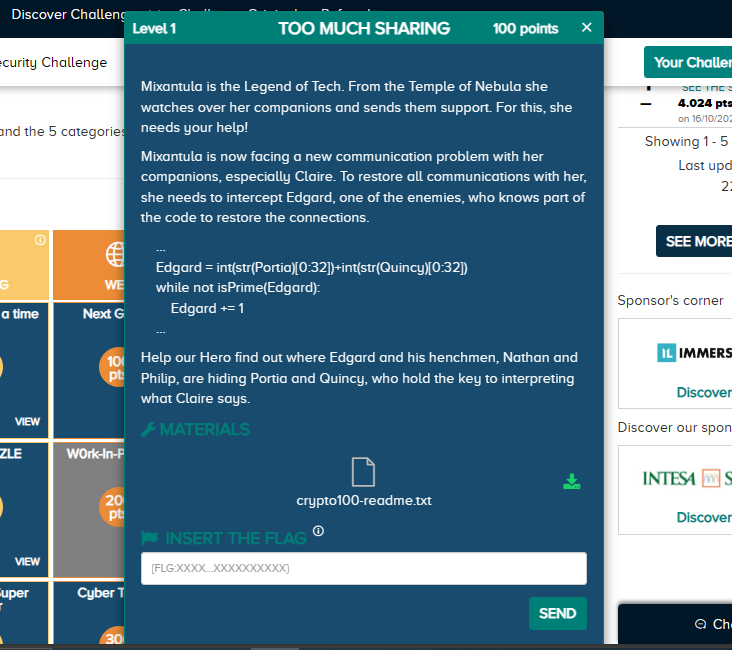 Discover Challeng
Level 1
TOO MUCH SHARING
100 points
×
ecurity Challenge
Your Challen
Mixantula is the Legend of Tech. From the Temple of Nebula she
watches over her companions and sends them support. For this, she
needs your help!
SEE THE S
4.024 pts
on 16/10/202
and the 5 categories
Showing 1 - 5
Mixantula is now facing a new communication problem with her
companions, especially Claire. To restore all communications with her,
she needs to intercept Edgard, one of the enemies, who knows part of
the code to restore the connections.
Last upd
22
SEE MORE
...
Edgard = int(str(Portia)[0:32])+int(str(Quincy)[0:32])
while not isPrime(Edgard):
Edgard += 1
...
G
WE
Sponsor's corner
a time
Next G
IL IMMERS
Help our Hero find out where Edgard and his henchmen, Nathan and
Philip, are hiding Portia and Quincy, who hold the key to interpreting
what Claire says.
100
pts
Discover
VIEW
MATERIALS
Discover our spon
ZLE
W0rk-In-P
crypto100-readme.txt
INTESA m S
200
pts
Discover
INSERT THE FLAG
VIEW
{FLG:XXXX...XXXXXXXXXX}
uper
Cyber T
SEND
300
Ch